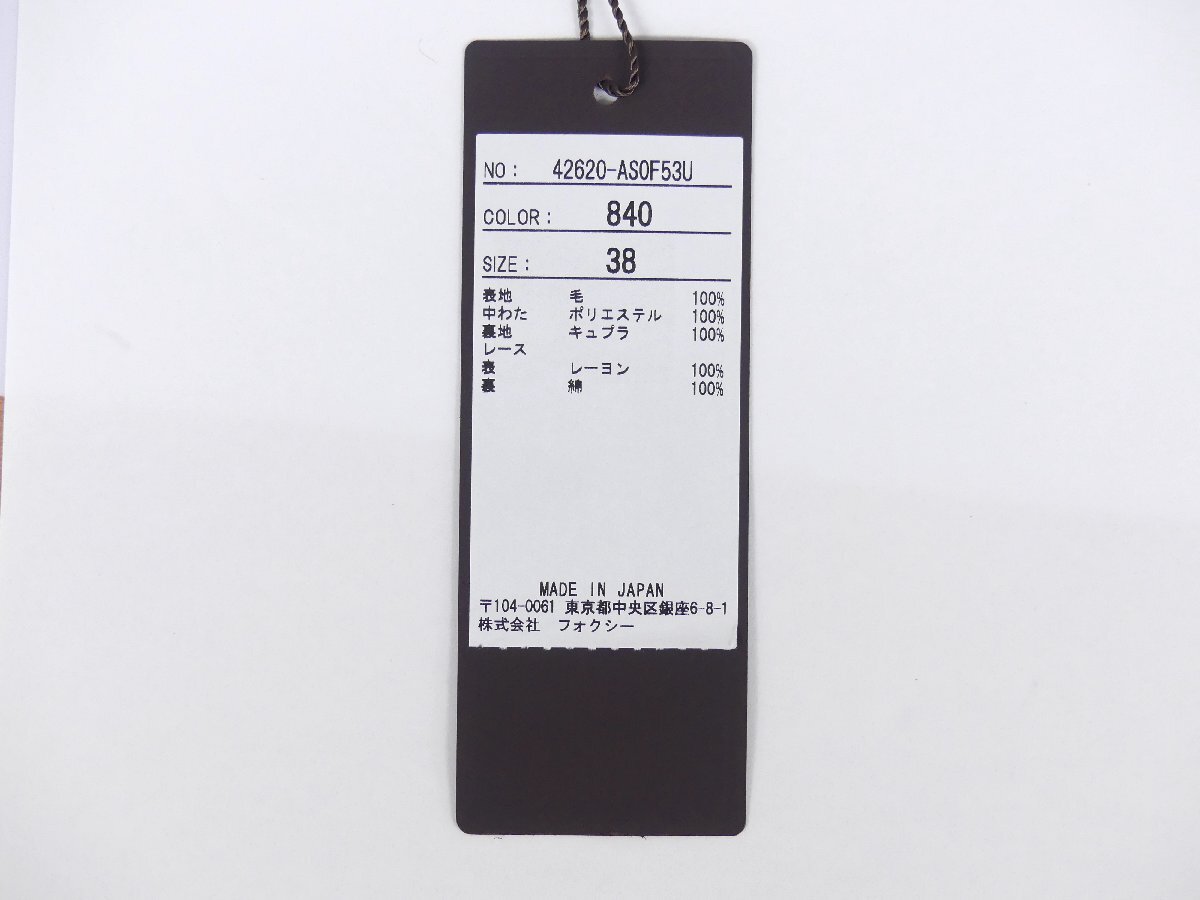 NO： 42620-ASOF53U
COLOR： 840
SIZE： 38
表地 毛 100%
中わた ポリエステル 100%
裏地 キュプラ 100%
レース
表 レーヨン 100%
裏 綿 100%
MADE IN JAPAN
〒104-0061 東京都中央区銀座6-8-1
株式会社 フォクシー